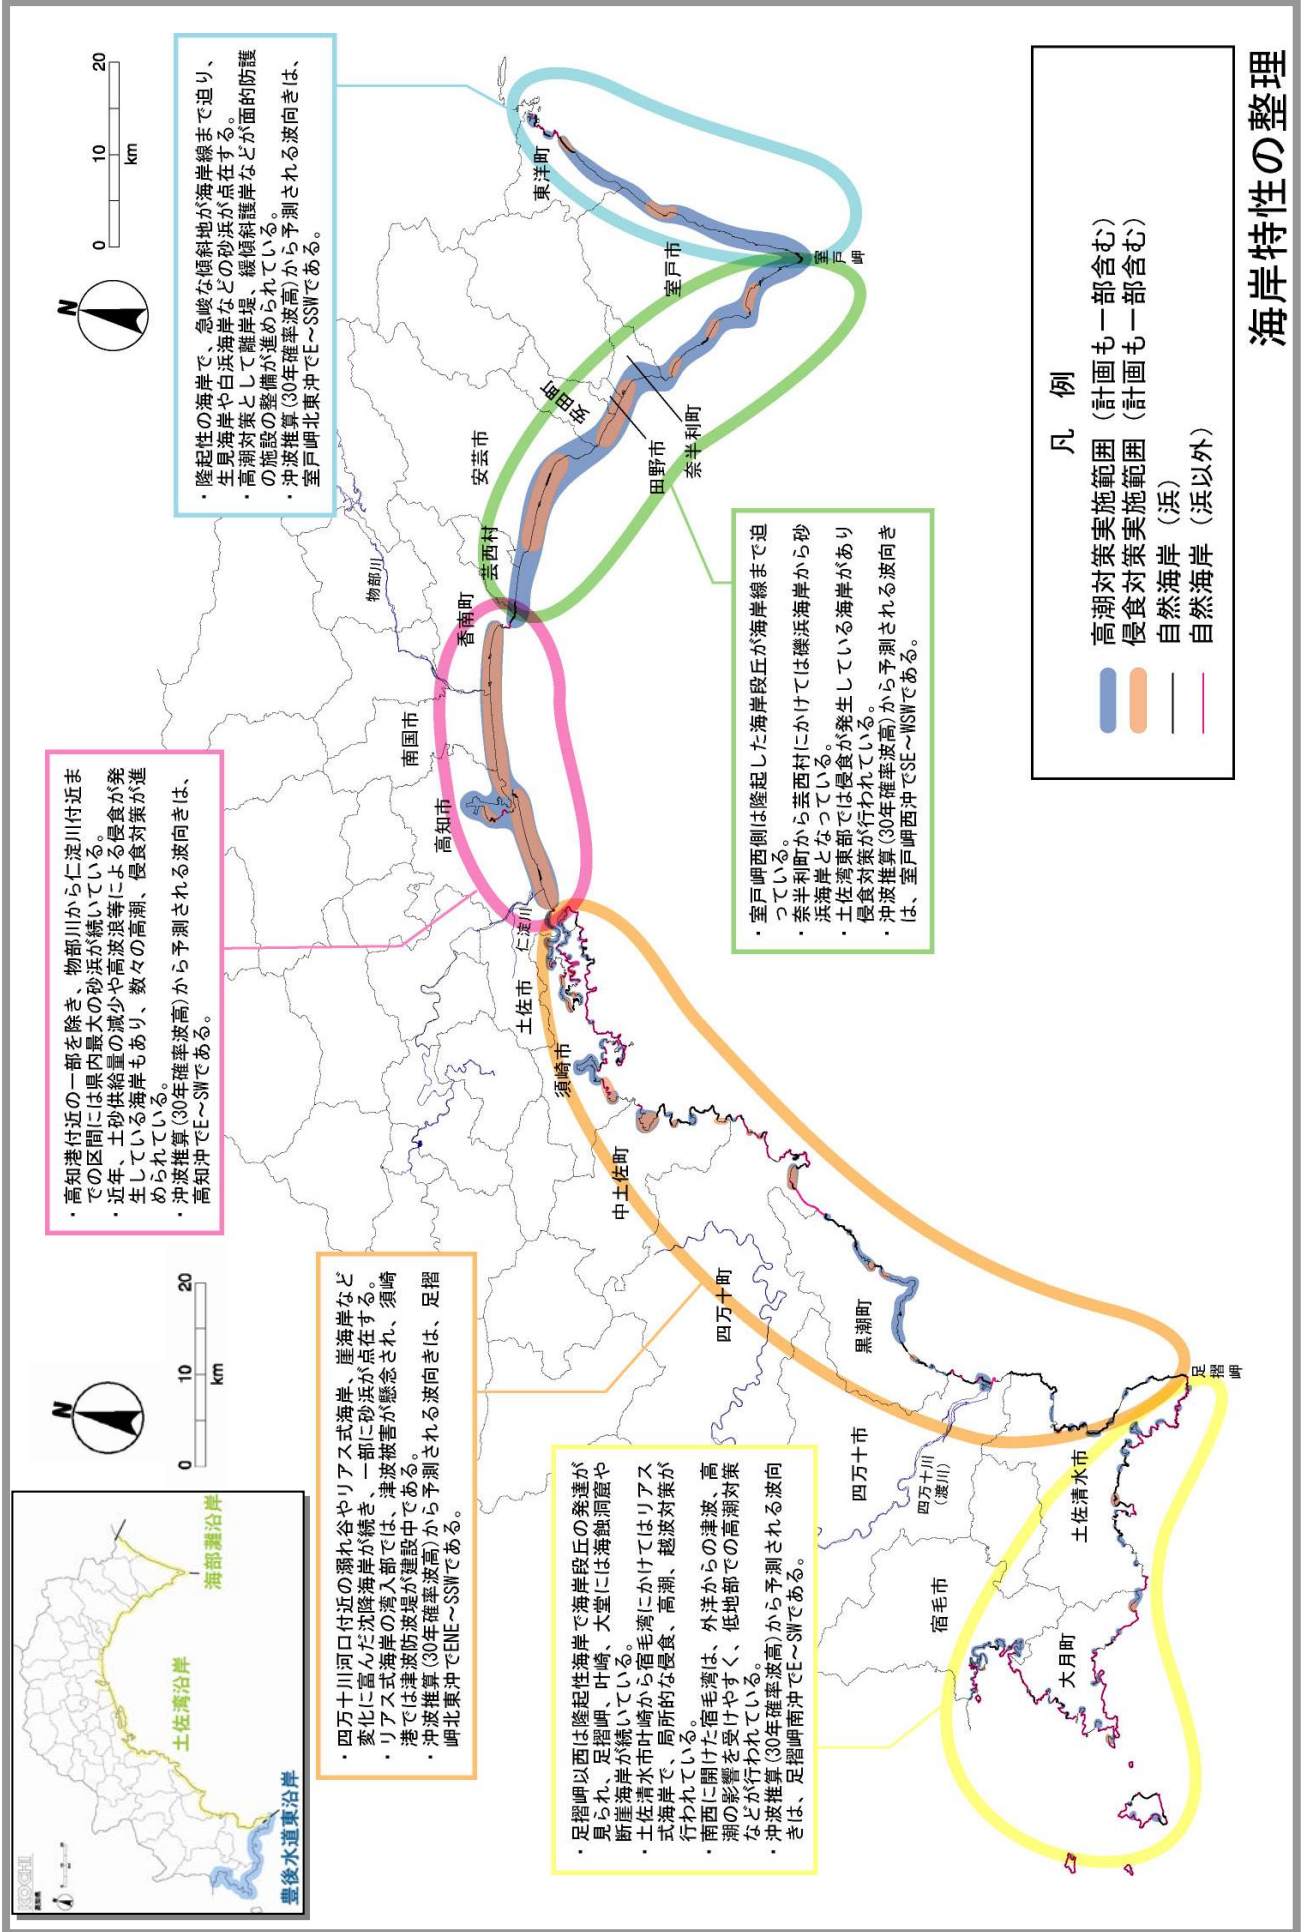 海岸特性の整理
KOCHI
高知県
土佐湾沿岸
海部灘沿岸
豊後水道東沿岸
N
0 10 20
km
N
0 10 20
km
・高知港付近の一部を除き、物部川から仁淀川付近ま
での区間には県内最大の砂浜が続いている。
・近年、土砂供給量の減少や高波浪等による侵食が発
生している海岸もあり、数々の高潮、侵食対策が進
められている。
・沖波推算(30年確率波高)から予測される波向きは、
高知沖でE～SWである。
・隆起性の海岸で、急峻な傾斜地が海岸線まで迫り、
生見海岸や白浜海岸などの砂浜が点在する。
・高潮対策として離岸堤、緩傾斜護岸などが面的防護
の施設の整備が進められている。
・沖波推算(30年確率波高)から予測される波向きは、
室戸岬北東沖でE～SSWである。
・四万十川河口付近の溺れ谷やリアス式海岸、崖海岸など
変化に富んだ沈降海岸が続き、一部に砂浜が点在する。
・リアス式海岸の湾入部では、津波被害が懸念され、須崎
港では津波防波堤が建設中である。
・沖波推算(30年確率波高)から予測される波向きは、足摺
岬北東沖でENE～SSWである。
・足摺岬以西は隆起性海岸で海岸段丘の発達が
見られ、足摺岬、叶崎、大堂には海蝕洞窟や
断崖海岸が続いている。
・土佐清水市叶崎から宿毛湾にかけてはリアス
式海岸で、局所的な侵食、高潮、越波対策が
行われている。
・南西に開けた宿毛湾は、外洋からの津波、高
潮の影響を受けやすく、低地部での高潮対策
などが行われている。
・沖波推算(30年確率波高)から予測される波向
きは、足摺岬南沖でE～SWである。
・室戸岬西側は隆起した海岸段丘が海岸線まで迫
っている。
・奈半利町から芸西村にかけては礫浜海岸から砂
浜海岸となっている。
・土佐湾東部では侵食が発生している海岸があり
侵食対策が行われている。
・沖波推算(30年確率波高)から予測される波向き
は、室戸岬西沖でSE～WSWである。
東洋町
室戸市
室戸岬
奈半利町
田野市
安田町
安芸市
芸西村
香南町
物部川
南国市
高知市
仁淀川
土佐市
須崎市
中土佐町
四万十町
黒潮町
四万十市
四万十川
（渡川）
足摺岬
土佐清水市
宿毛市
大月町
凡 例
高潮対策実施範囲（計画も一部含む）
侵食対策実施範囲（計画も一部含む）
自然海岸（浜）
自然海岸（浜以外）